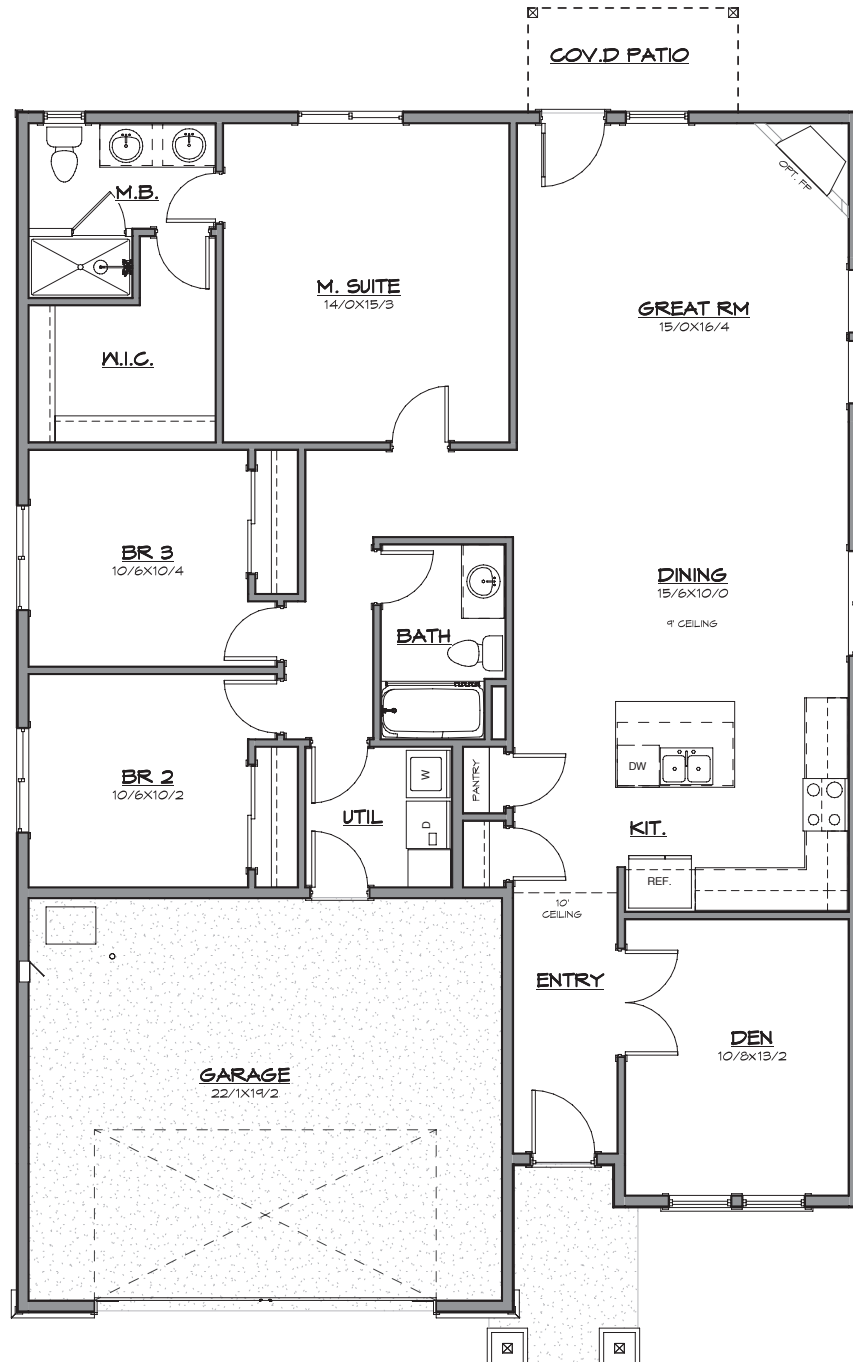 COV.D PATIO
OPT. FP
M.B.
M. SUITE
14/0X15/3
GREAT RM
15/0X16/4
W.I.C.
BR 3
10/6X10/4
DINING
15/6X10/0
9' CEILING
BATH
BR 2
10/6X10/2
UTIL
W
D
PANTRY
DW
KIT.
REF.
10'
CEILING
ENTRY
DEN
10/8x13/2
GARAGE
22/1X19/2